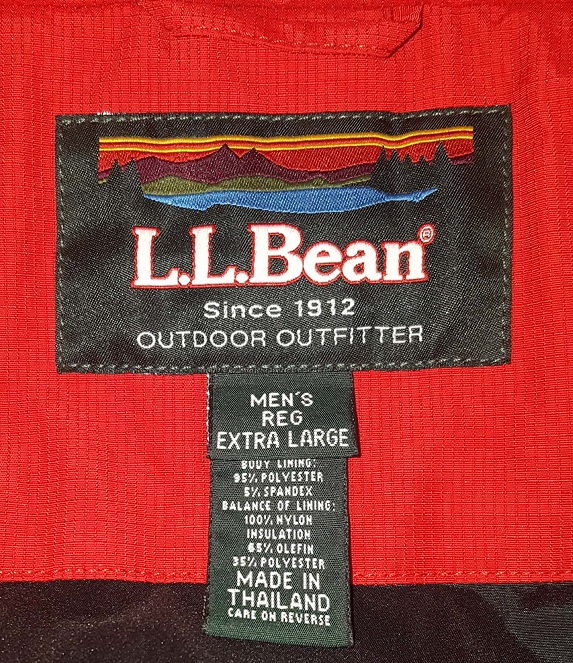 L.L.Bean®
Since 1912
OUTDOOR OUTFITTER
MEN'S
REG
EXTRA LARGE
BODY LINING:
95% POLYESTER
5% SPANDEX
BALANCE OF LINING:
100% NYLON
INSULATION
65% OLEFIN
35% POLYESTER
MADE IN
THAILAND
CARE ON REVERSE